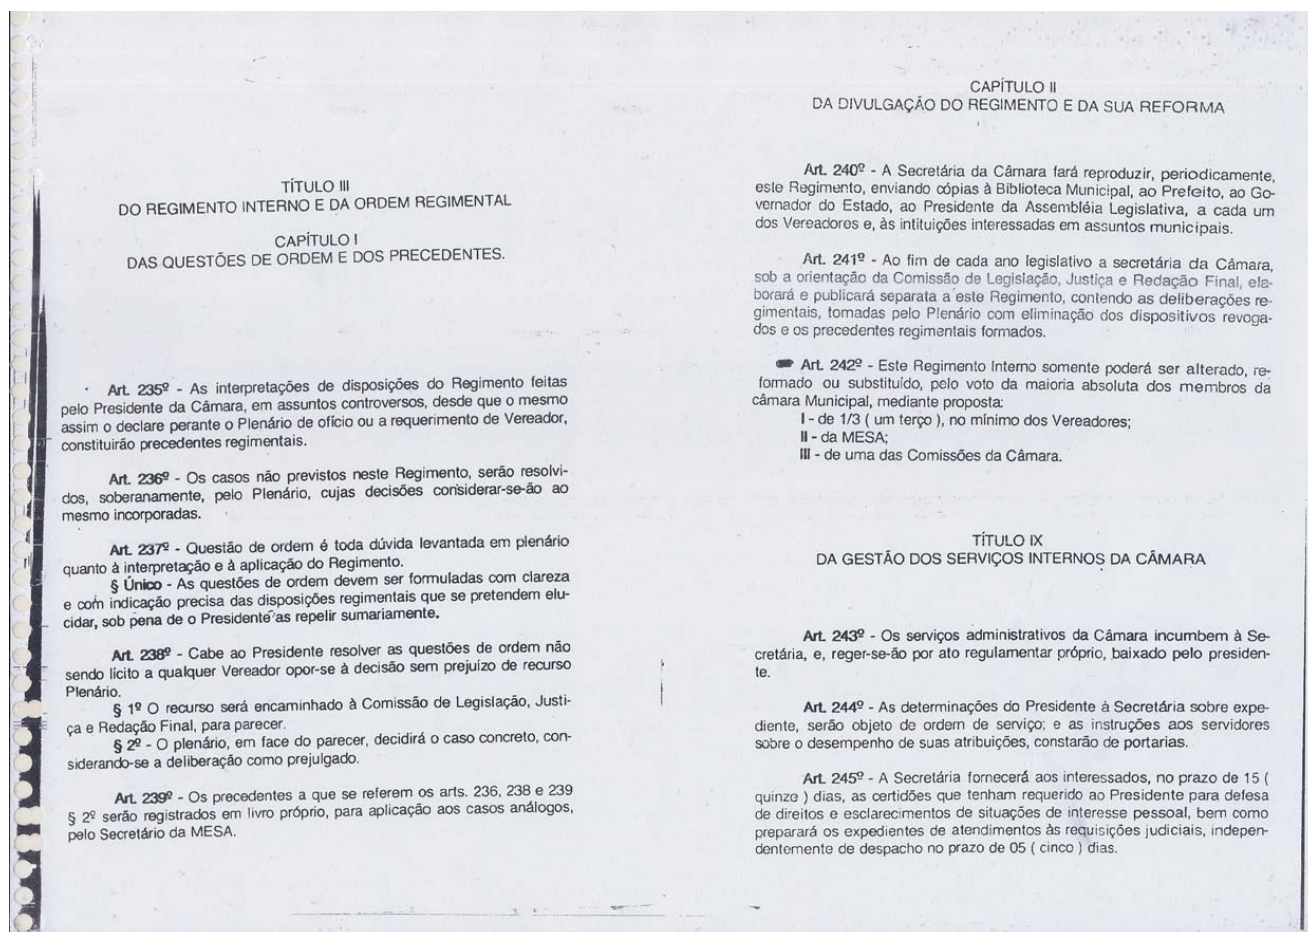 TÍTULO III
DO REGIMENTO INTERNO E DA ORDEM REGIMENTAL
CAPÍTULO I
DAS QUESTÕES DE ORDEM E DOS PRECEDENTES.
Art. 235º - As interpretações de disposições do Regimento feitas
pelo Presidente da Câmara, em assuntos controversos, desde que o mesmo
assim o declare perante o Plenário de ofício ou a requerimento de Vereador,
constituirão precedentes regimentais.
Art. 236º - Os casos não previstos neste Regimento, serão resolvi-
dos, soberanamente, pelo Plenário, cujas decisões considerar-se-ão ao
mesmo incorporadas.
Art. 237º - Questão de ordem é toda dúvida levantada em plenário
quanto à interpretação e à aplicação do Regimento.
§ Único - As questões de ordem devem ser formuladas com clareza
e com indicação precisa das disposições regimentais que se pretendem elu-
cidar, sob pena de o Presidente as repelir sumariamente.
Art. 238º - Cabe ao Presidente resolver as questões de ordem não
sendo lícito a qualquer Vereador opor-se à decisão sem prejuizo de recurso
Plenário.
§ 1º O recurso será encaminhado à Comissão de Legislação, Justi-
ça e Redação Final, para parecer.
§ 2º - O plenário, em face do parecer, decidirá o caso concreto, con-
siderando-se a deliberação como prejulgado.
Art. 239º - Os precedentes a que se referem os arts. 236, 238 e 239
§ 2º serão registrados em livro próprio, para aplicação aos casos análogos,
pelo Secretário da MESA.
CAPÍTULO II
DA DIVULGAÇÃO DO REGIMENTO E DA SUA REFORMA
Art. 240º - A Secretária da Câmara fará reproduzir, periodicamente,
este Regimento, enviando cópias à Biblioteca Municipal, ao Prefeito, ao Go-
vernador do Estado, ao Presidente da Assembléia Legislativa, a cada um
dos Vereadores e, às intituições interessadas em assuntos municipais.
Art. 241º - Ao fim de cada ano legislativo a secretária da Câmara,
sob a orientação da Comissão de Legislação, Justiça e Redação Final, ela-
borará e publicará separata a este Regimento, contendo as deliberações re-
gimentais, tomadas pelo Plenário com eliminação dos dispositivos revoga-
dos e os precedentes regimentais formados.
Art. 242º - Este Regimento Interno somente poderá ser alterado, re-
formado ou substituído, pelo voto da maioria absoluta dos membros da
câmara Municipal, mediante proposta:
I - de 1/3 ( um terço ), no mínimo dos Vereadores;
II - da MESA;
III - de uma das Comissões da Câmara.
TÍTULO IX
DA GESTÃO DOS SERVIÇOS INTERNOS DA CÂMARA
Art. 243º - Os serviços administrativos da Câmara incumbem à Se-
cretária, e, reger-se-ão por ato regulamentar próprio, baixado pelo presiden-
te.
Art. 244º - As determinações do Presidente à Secretária sobre expe-
diente, serão objeto de ordem de serviço; e as instruções aos servidores
sobre o desempenho de suas atribuições, constarão de portarias.
Art. 245º - A Secretária fornecerá aos interessados, no prazo de 15 (
quinze ) dias, as certidões que tenham requerido ao Presidente para defesa
de direitos e esclarecimentos de situações de interesse pessoal, bem como
preparará os expedientes de atendimentos às requisições judiciais, indepen-
dentemente de despacho no prazo de 05 ( cinco ) dias.